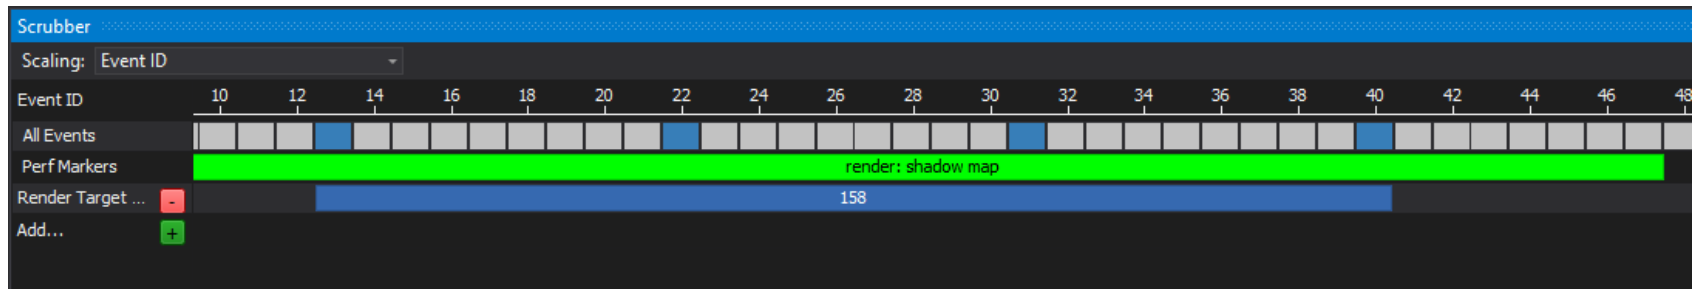 Scrubber
Scaling: Event ID
Event ID 10 12 14 16 18 20 22 24 26 28 30 32 34 36 38 40 42 44 46 48
All Events
Perf Markers render: shadow map
Render Target ... - 158
Add... +